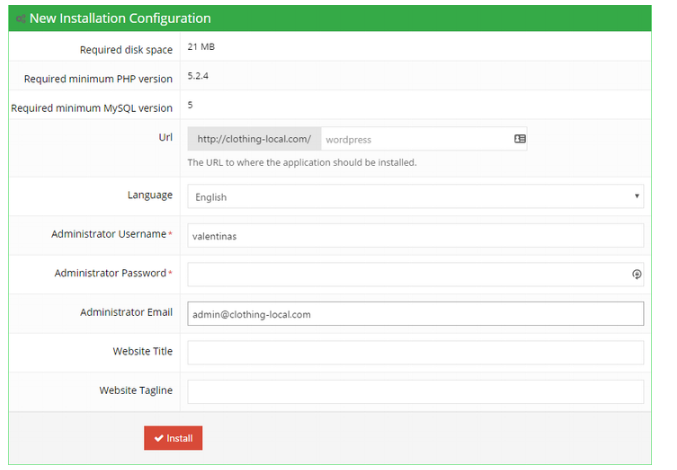 New Installation Configuration
Required disk space 21 MB
Required minimum PHP version 5.2.4
Required minimum MySQL version 5
Url http://clothing-local.com/ wordpress
The URL to where the application should be installed.
Language English
Administrator Username * valentinas
Administrator Password *
Administrator Email admin@clothing-local.com
Website Title
Website Tagline
Install